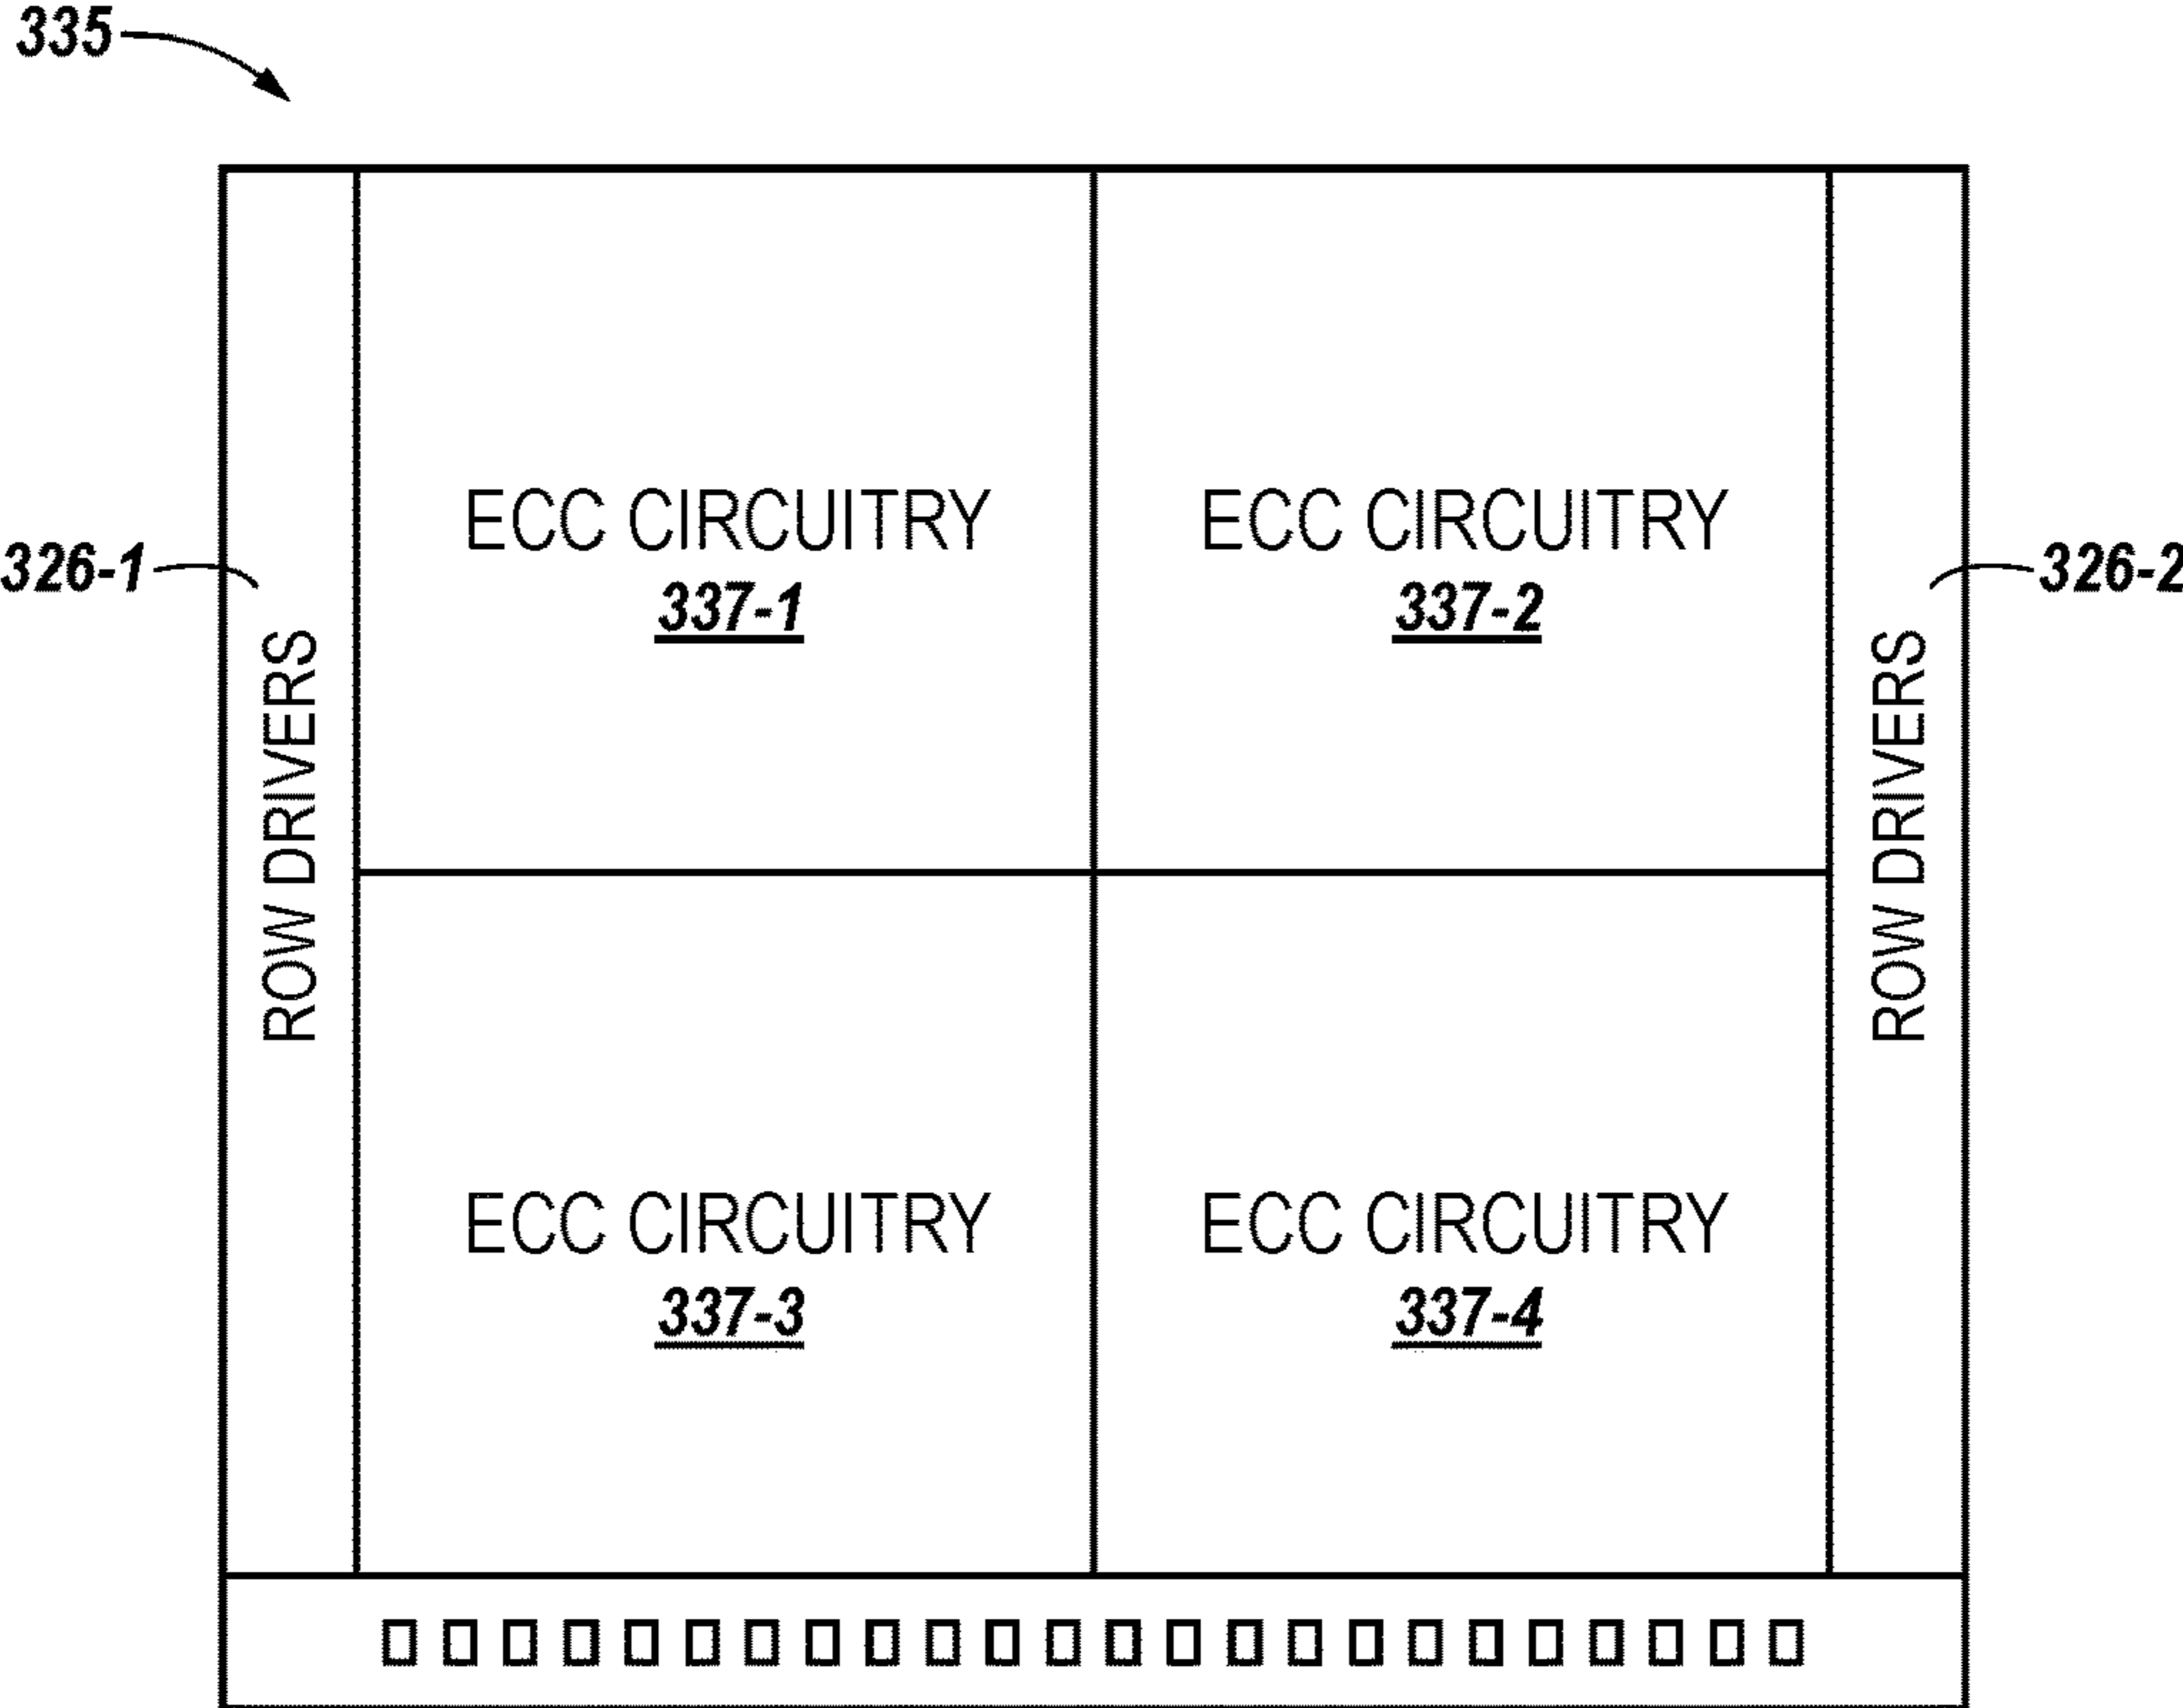 335
ECC CIRCUITRY
337-1
ECC CIRCUITRY
337-2
326-1
326-2
ROW DRIVERS
ROW DRIVERS
ECC CIRCUITRY
337-3
ECC CIRCUITRY
337-4